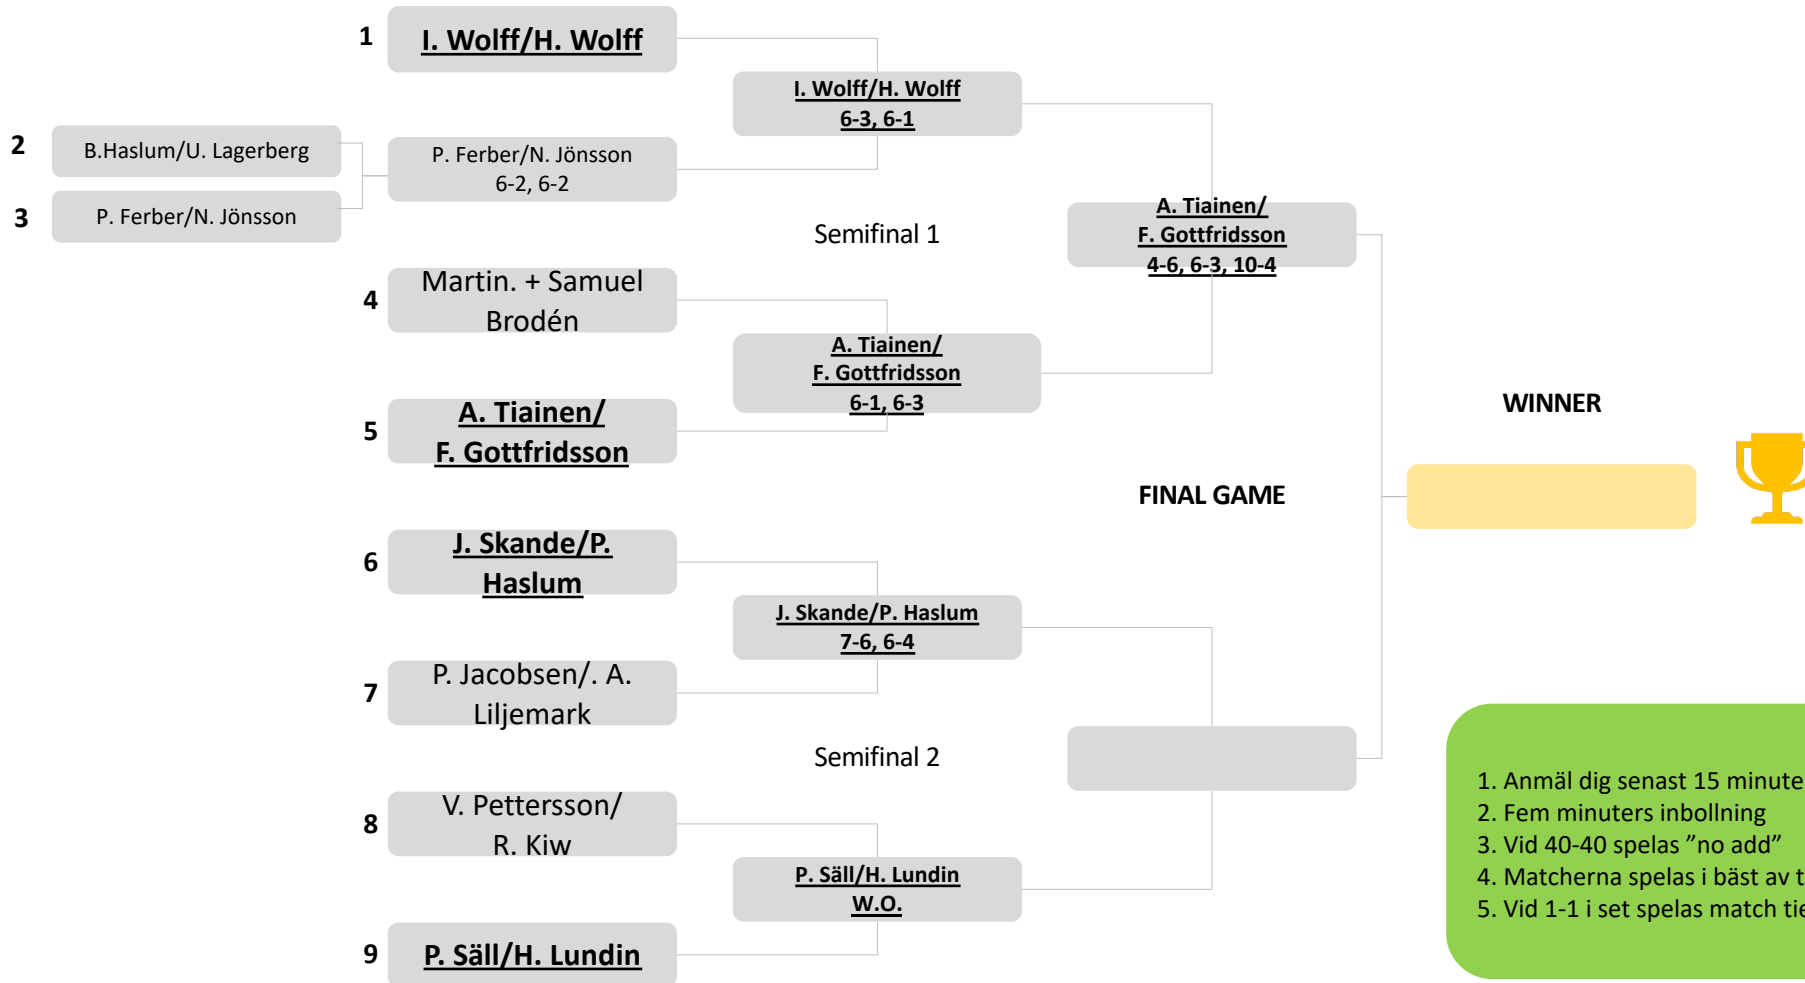 1
I. Wolff/H. Wolff
I. Wolff/H. Wolff
6-3, 6-1
2
B.Haslum/U. Lagerberg
P. Ferber/N. Jönsson
6-2, 6-2
3
P. Ferber/N. Jönsson
Semifinal 1
A. Tiainen/
F. Gottfridsson
4-6, 6-3, 10-4
4
Martin. + Samuel
Brodén
A. Tiainen/
F. Gottfridsson
6-1, 6-3
5
A. Tiainen/
F. Gottfridsson
WINNER
FINAL GAME
6
J. Skande/P.
Haslum
J. Skande/P. Haslum
7-6, 6-4
7
P. Jacobsen/. A.
Liljemark
Semifinal 2
8
V. Pettersson/
R. Kiw
P. Säll/H. Lundin
W.O.
9
P. Säll/H. Lundin
1. Anmäl dig senast 15 minute
2. Fem minuters inbollning
3. Vid 40-40 spelas ”no add”
4. Matcherna spelas i bäst av t
5. Vid 1-1 i set spelas match tie